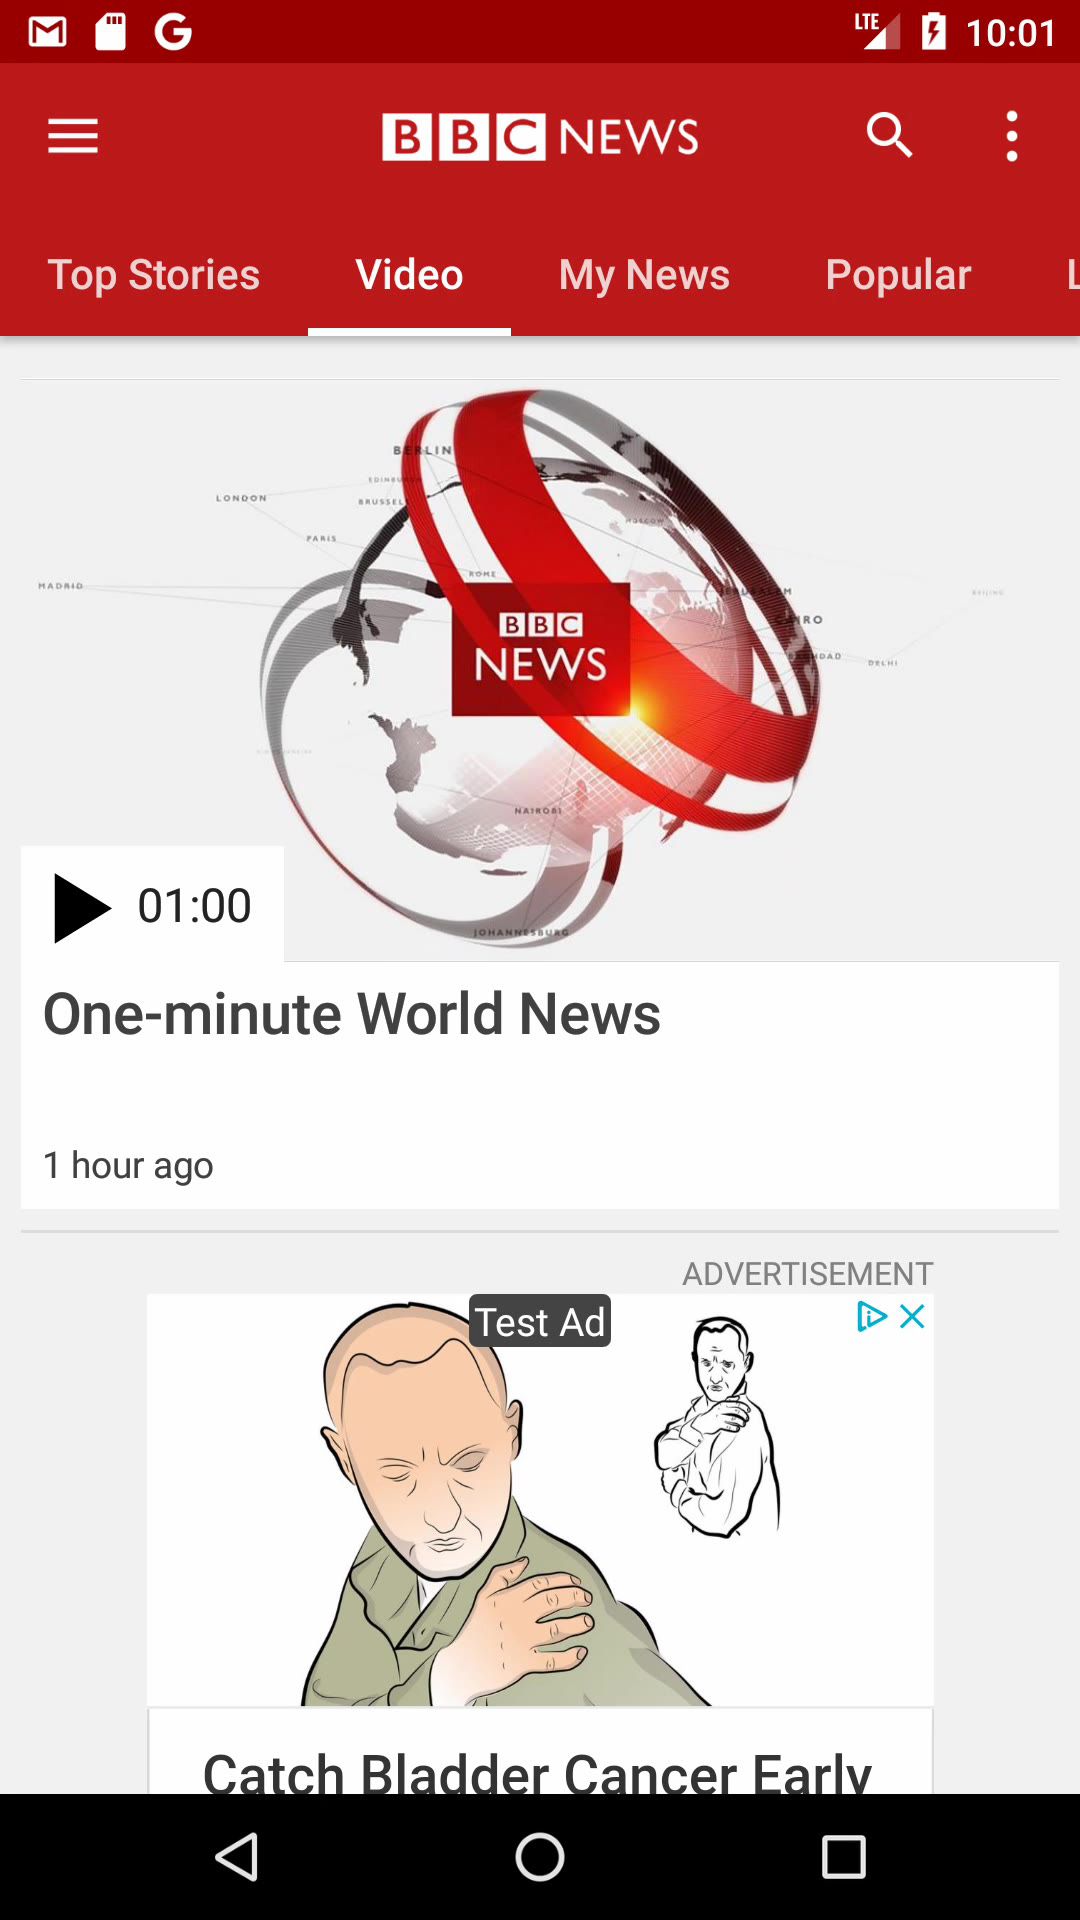 LTE 10:01
BBC NEWS
Top Stories Video My News Popular L
BERLIN
EDINBURGH
LONDON
BRUSSELS
MOSCOW
PARIS
ROME
MADRID
JERUSALEM
BEIJING
CAIRO
BBC
NEWS
BAGHDAD
DELHI
NAIROBI
JOHANNESBURG
01:00
One-minute World News
1 hour ago
ADVERTISEMENT
Test Ad
Catch Bladder Cancer Early